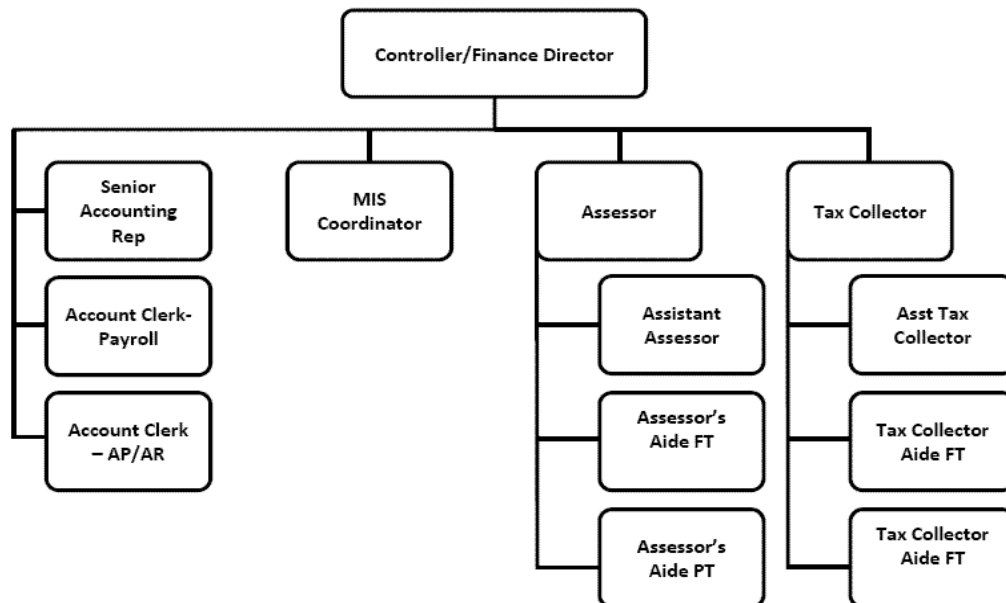 Controller/Finance Director
Senior
Accounting
Rep
MIS
Coordinator
Assessor
Tax Collector
Account Clerk-
Payroll
Assistant
Assessor
Asst Tax
Collector
Account Clerk
– AP/AR
Assessor’s
Aide FT
Tax Collector
Aide FT
Assessor’s
Aide PT
Tax Collector
Aide FT